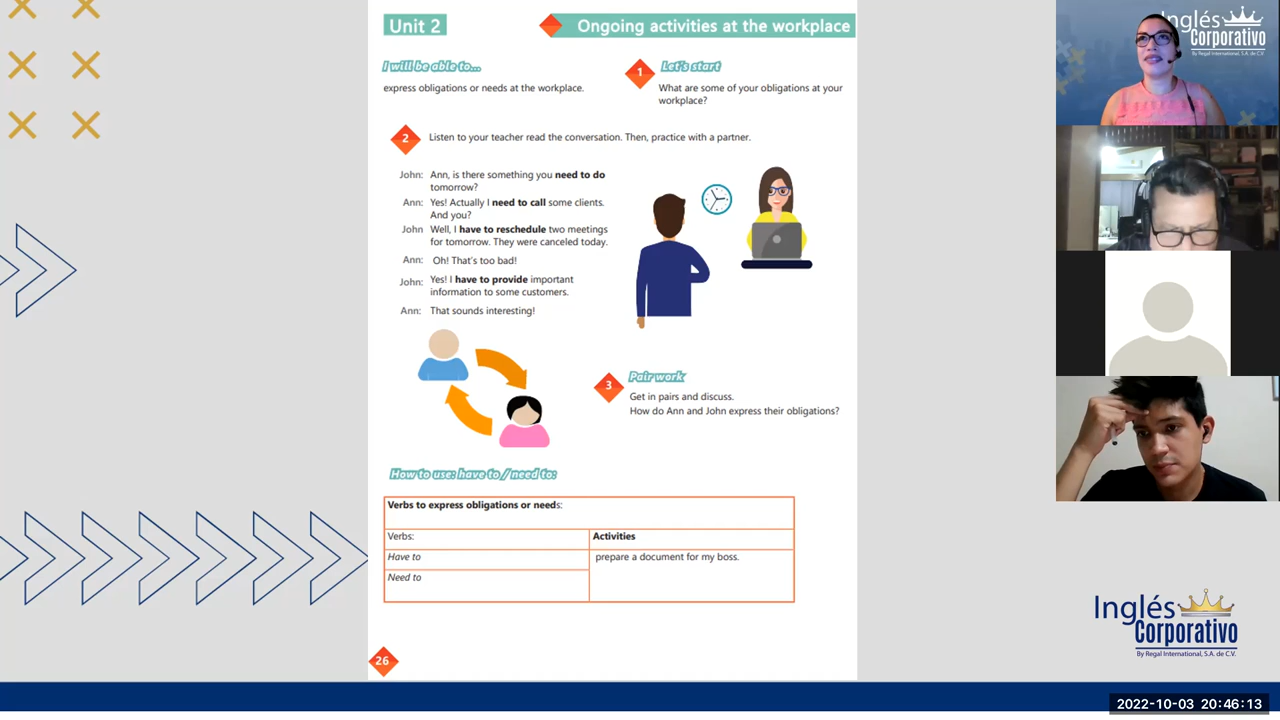 Unit 2
Ongoing activities at the workplace
I will be able to...
express obligations or needs at the workplace.
1
Let's start
What are some of your obligations at your
workplace?
2
Listen to your teacher read the conversation. Then, practice with a partner.
John: Ann, is there something you need to do
tomorrow?
Ann: Yes! Actually I need to call some clients.
And you?
John Well, I have to reschedule two meetings
for tomorrow. They were canceled today.
Ann: Oh! That's too bad!
John: Yes! I have to provide important
information to some customers.
Ann: That sounds interesting!
3
Pair work
Get in pairs and discuss.
How do Ann and John express their obligations?
How to use: have to / need to:
Verbs to express obligations or needs:
Verbs:
Activities
Have to
prepare a document for my boss.
Need to
26
Inglés
Corporativo
By Regal International, S.A. de C.V.
Inglés
Corporativo
By Regal International, S.A. de C.V.
2022-10-03 20:46:13